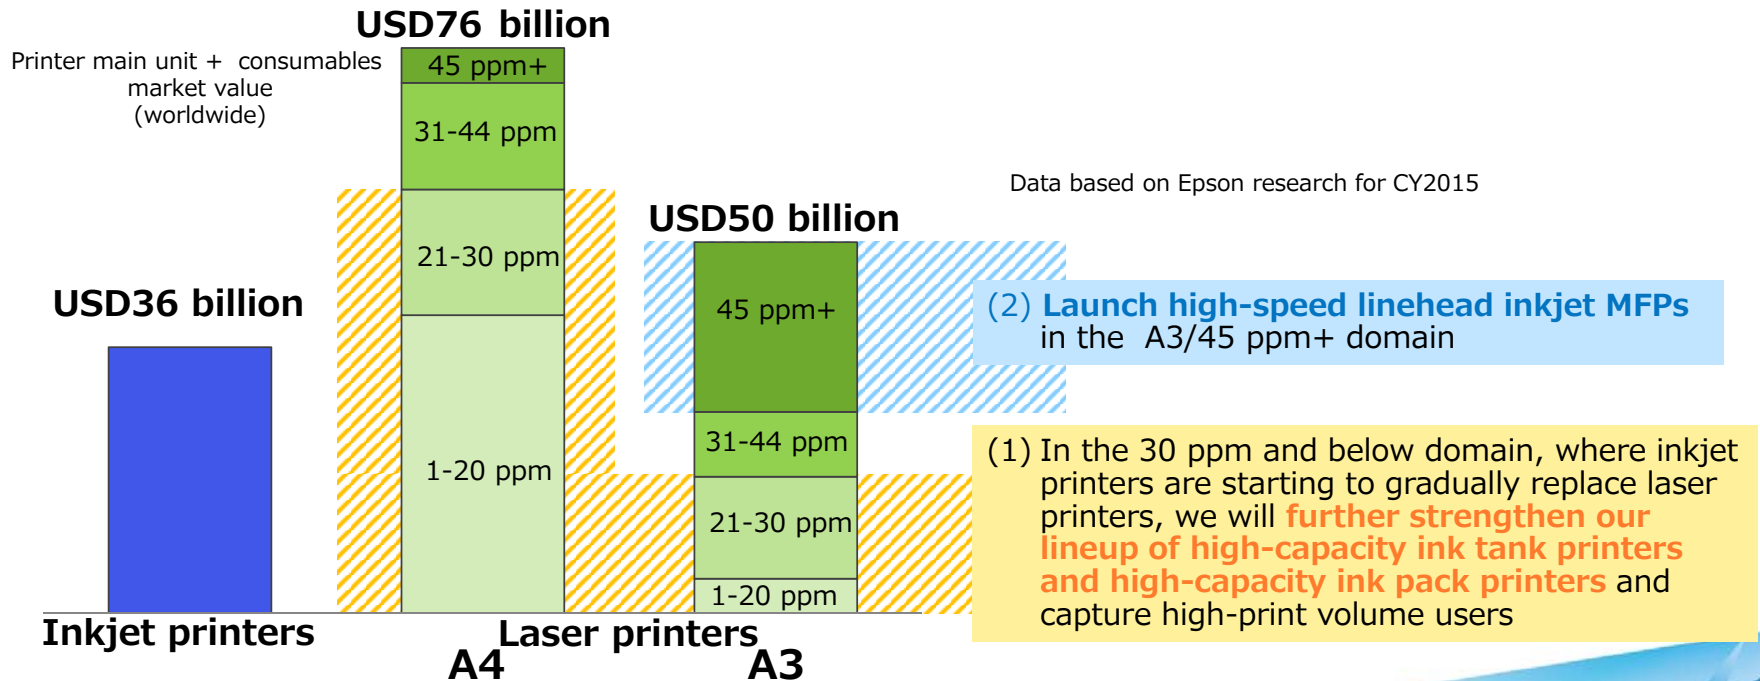 USD76 billion
Printer main unit + consumables
market value
(worldwide)
45 ppm+
31-44 ppm
21-30 ppm
1-20 ppm
Data based on Epson research for CY2015
USD50 billion
USD36 billion
45 ppm+
31-44 ppm
21-30 ppm
1-20 ppm
(2) Launch high-speed linehead inkjet MFPs
in the A3/45 ppm+ domain
(1) In the 30 ppm and below domain, where inkjet
printers are starting to gradually replace laser
printers, we will further strengthen our
lineup of high-capacity ink tank printers
and high-capacity ink pack printers and
capture high-print volume users
Inkjet printers
Laser printers
A4
A3